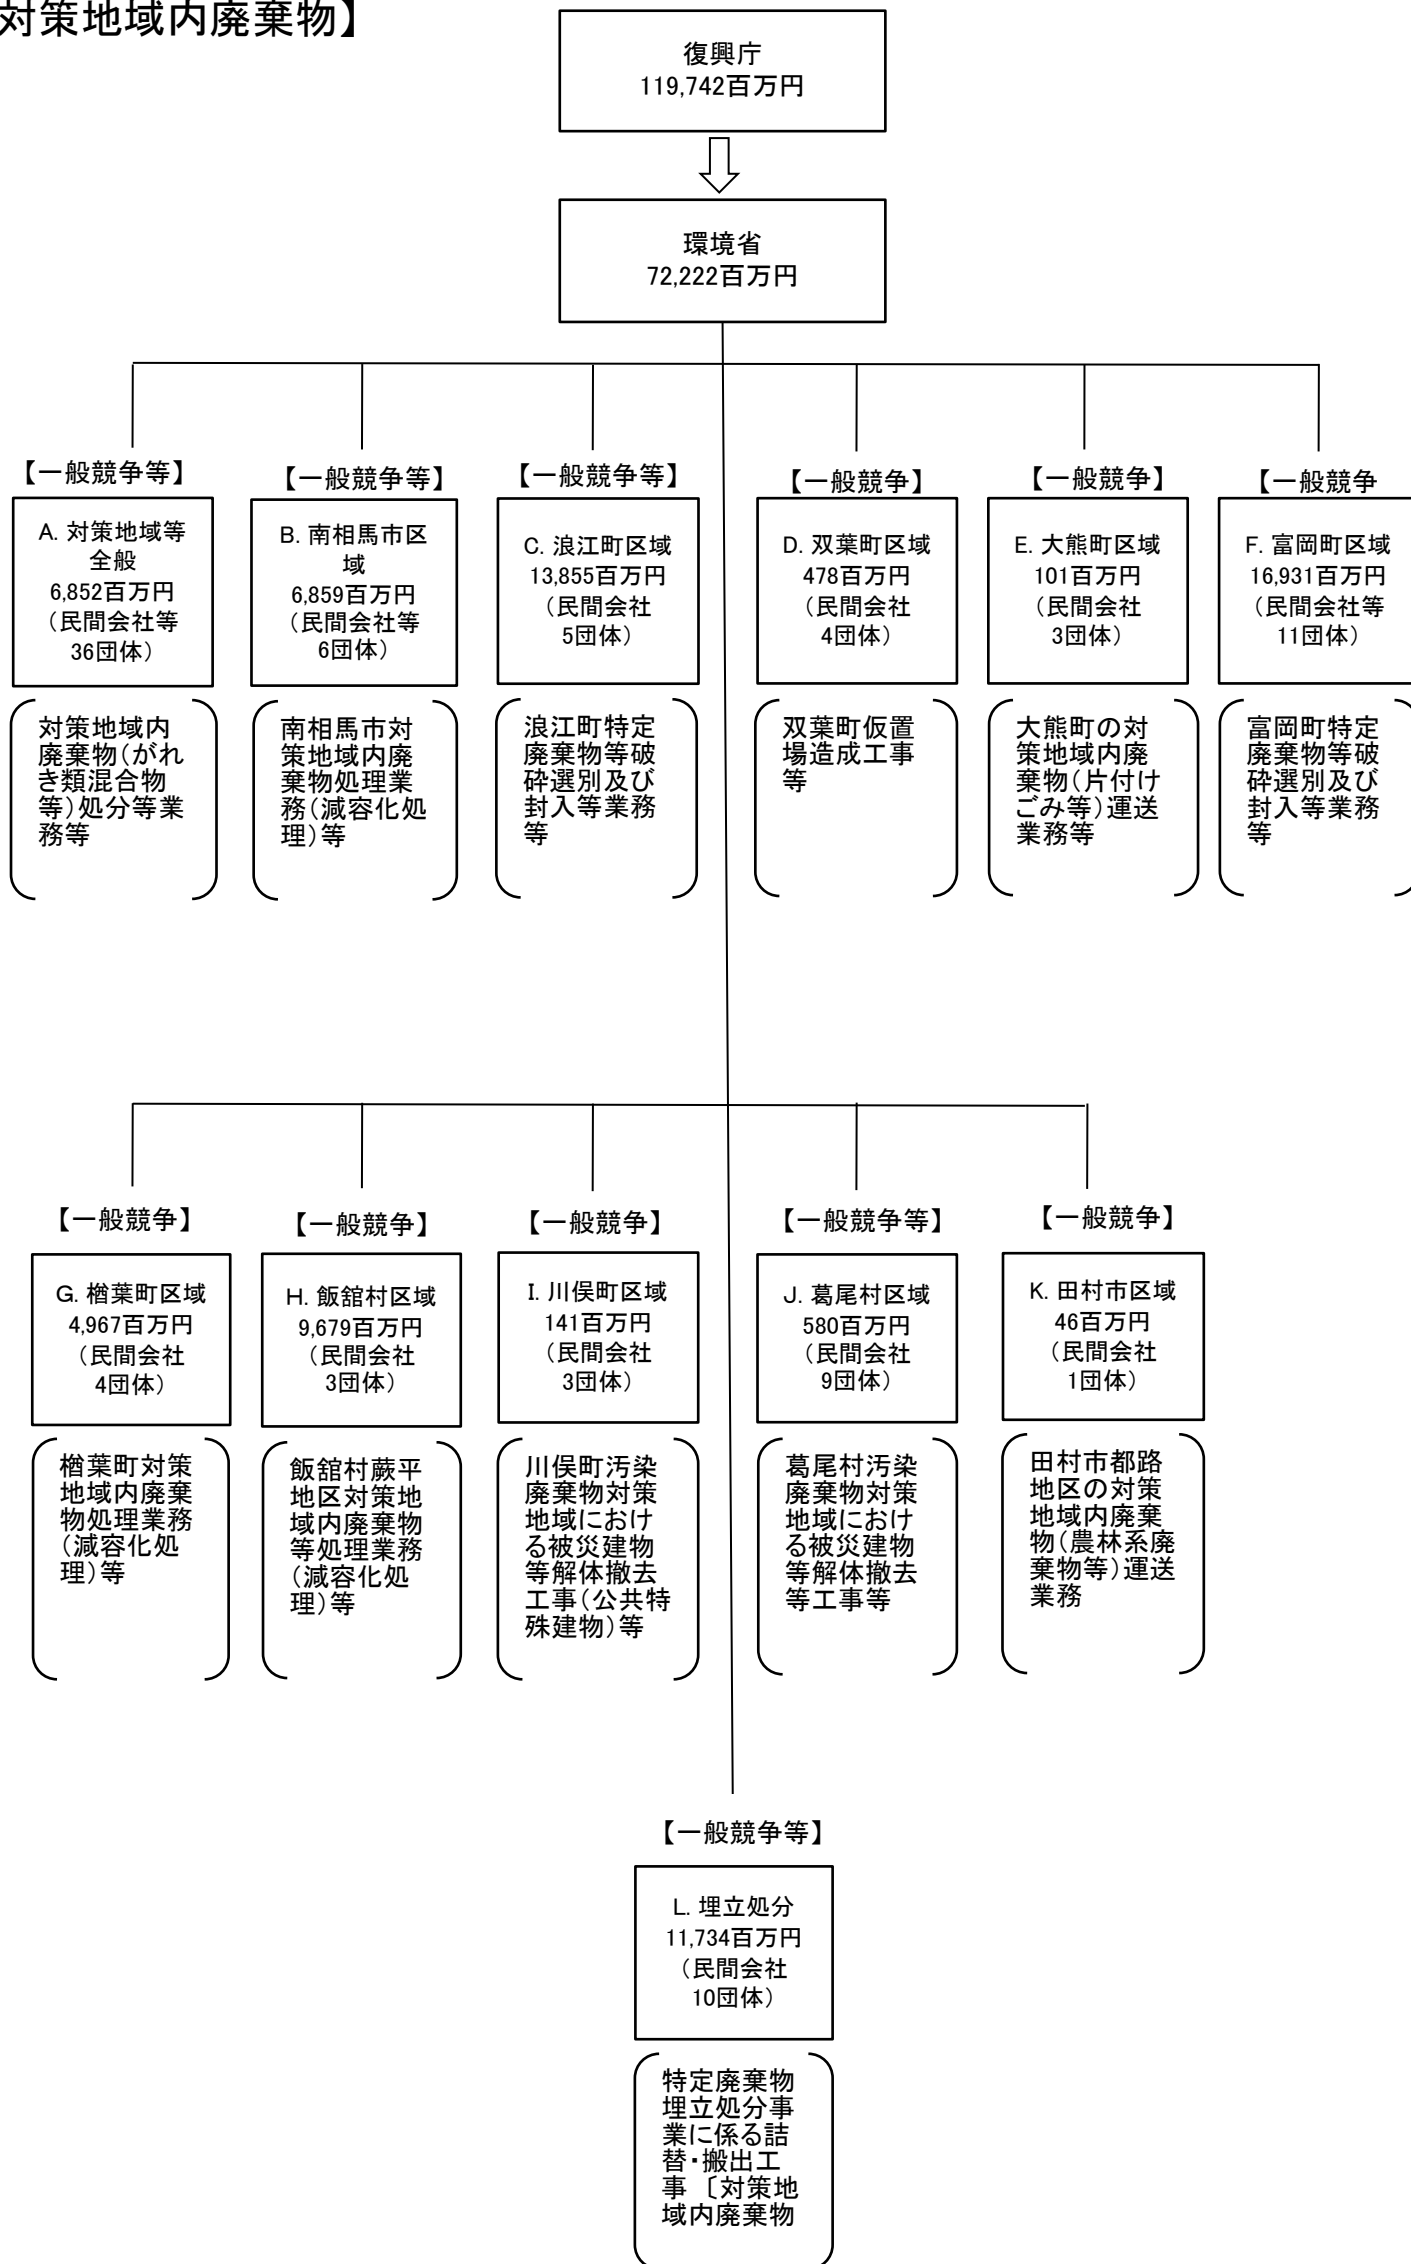 対策地域内廃棄物】
復興庁
119,742百万円
環境省
72,222百万円
【一般競争等】
A. 対策地域等
全般
6,852百万円
（民間会社等
36団体）
対策地域内
廃棄物(がれ
き類混合物
等)処分等業
務等
【一般競争等】
B. 南相馬市区
域
6,859百万円
（民間会社等
6団体）
南相馬市対
策地域内廃
棄物処理業
務(減容化処
理)等
【一般競争等】
C. 浪江町区域
13,855百万円
（民間会社
5団体）
浪江町特定
廃棄物等破
砕選別及び
封入等業務
等
【一般競争】
D. 双葉町区域
478百万円
（民間会社
4団体）
双葉町仮置
場造成工事
等
【一般競争】
E. 大熊町区域
101百万円
（民間会社
3団体）
大熊町の対
策地域内廃
棄物(片付け
ごみ等)運送
業務等
【一般競争
F. 富岡町区域
16,931百万円
（民間会社等
11団体）
富岡町特定
廃棄物等破
砕選別及び
封入等業務
等
【一般競争】
G. 楢葉町区域
4,967百万円
（民間会社
4団体）
楢葉町対策
地域内廃棄
物処理業務
(減容化処
理)等
【一般競争】
H. 飯舘村区域
9,679百万円
（民間会社
3団体）
飯舘村蕨平
地区対策地
域内廃棄物
等処理業務
(減容化処
理)等
【一般競争】
I. 川俣町区域
141百万円
（民間会社
3団体）
川俣町汚染
廃棄物対策
地域におけ
る被災建物
等解体撤去
工事(公共特
殊建物)等
【一般競争等】
J. 葛尾村区域
580百万円
（民間会社
9団体）
葛尾村汚染
廃棄物対策
地域におけ
る被災建物
等解体撤去
等工事等
【一般競争】
K. 田村市区域
46百万円
（民間会社
1団体）
田村市都路
地区の対策
地域内廃棄
物(農林系廃
棄物等)運送
業務
【一般競争等】
L. 埋立処分
11,734百万円
（民間会社
10団体）
特定廃棄物
埋立処分事
業に係る詰
替・搬出工
事〔対策地
域内廃棄物